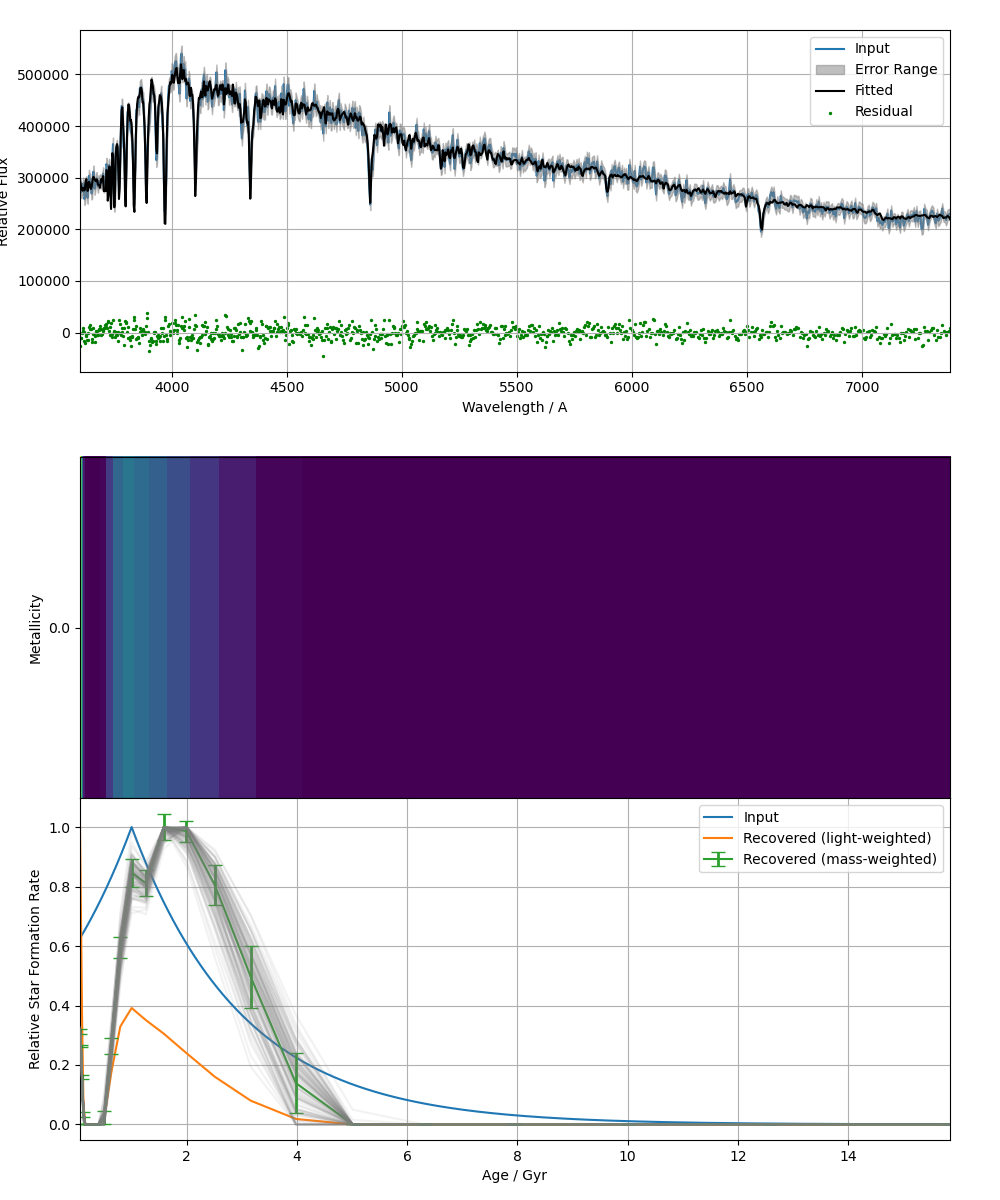 500000
400000
300000
200000
100000
0
Relative Flux
Input
Error Range
Fitted
Residual
4000 4500 5000 5500 6000 6500 7000
Wavelength / A
Metallicity
0.0
1.0
0.8
0.6
0.4
0.2
0.0
Relative Star Formation Rate
Input
Recovered (light-weighted)
Recovered (mass-weighted)
2 4 6 8 10 12 14
Age / Gyr